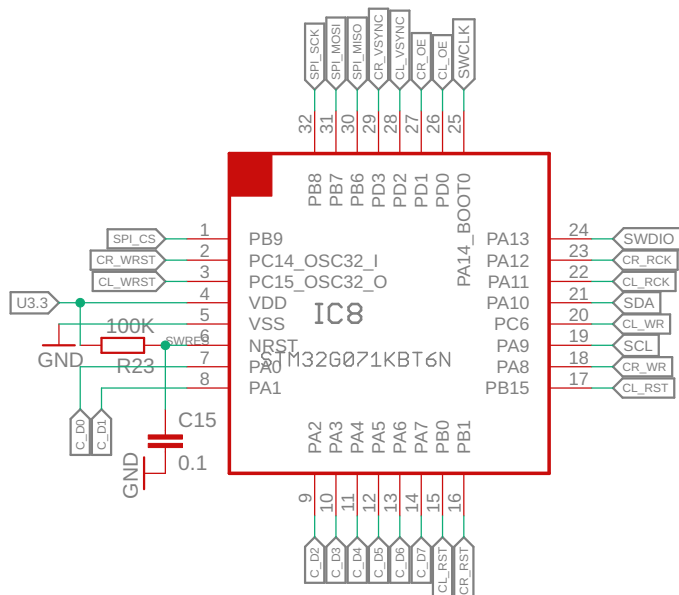 SPI_SCK
SPI_MOSI
SPI_MISO
CR_VSYNC
CL_VSYNC
CR_OE
CL_OE
SWCLK
32
31
30
29
28
27
26
25
PB8
PB7
PB6
PD3
PD2
PD1
PD0
PA14_BOOT0
SPI_CS 1 PB9
CR_WRST 2 PC14_OSC32_I
CL_WRST 3 PC15_OSC32_O
U3.3 4 VDD
GND 5 VSS
100K R23 SWRES 6 NRST
7 PA0
8 PA1
IC8
STM32G071KBT6N
PA13 24 SWDIO
PA12 23 CR_RCK
PA11 22 CL_RCK
PA10 21 SDA
PC6 20 CL_WR
PA9 19 SCL
PA8 18 CR_WR
PB15 17 CL_RST
C_D0
C_D1
C15
0.1
GND
PA2
PA3
PA4
PA5
PA6
PA7
PB0
PB1
9
10
11
12
13
14
15
16
C_D2
C_D3
C_D4
C_D5
C_D6
C_D7
CL_RST
CR_RST